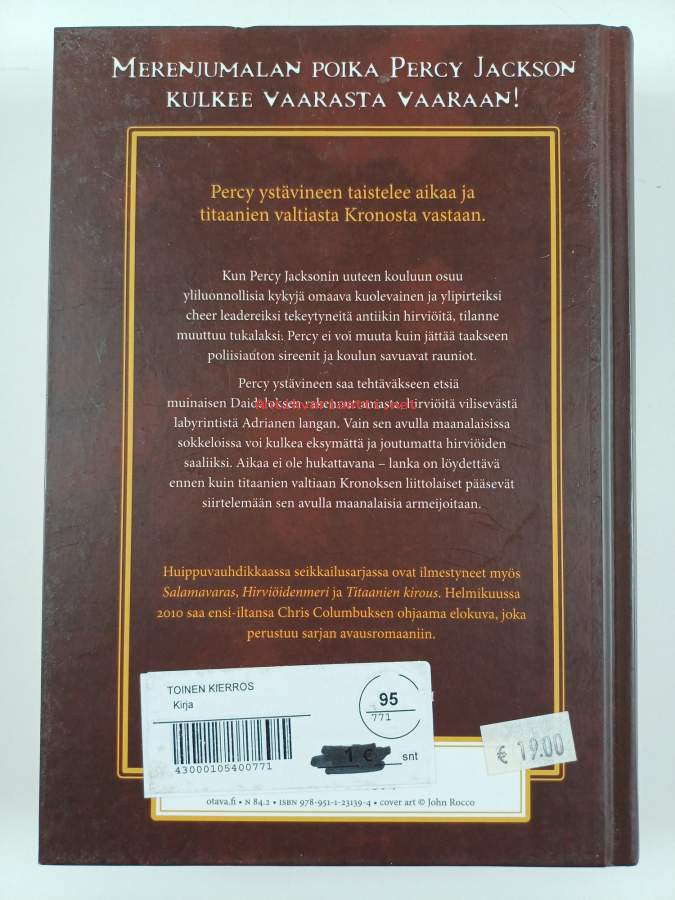 Merenjumalan poika Percy Jackson
kulkee vaarasta vaaraan!
Percy ystävineen taistelee aikaa ja
titaanien valtiasta Kronosta vastaan.
Kun Percy Jacksonin uuteen kouluun osuu
yliluonnollisia kykyjä omaava kuolevainen ja ylipirteiksi
cheer leadereiksi tekeytyneitä antiikin hirviöitä, tilanne
muuttuu tukalaksi. Percy ei voi muuta kuin jättää taakseen
poliisiauton sireenit ja koulun savuavat rauniot.
Percy ystävineen saa tehtäväkseen etsiä
muinaisen Daidaloksen rakennuttamasta hirviöitä vilisevästä
labyrintistä Adrianen langan. Vain sen avulla maanalaisissa
sokkeloissa voi kulkea eksymättä ja joutumatta hirviöiden
saaliiksi. Aikaa ei ole hukattavana – lanka on löydettävä
ennen kuin titaanien valtiaan Kronoksen liittolaiset pääsevät
siirtelemään sen avulla maanalaisia armeijoitaan.
Huippuvauhdikkaassa seikkailusarjassa ovat ilmestyneet myös
Salamavaras, Hirviöidenmeri ja Titaanien kirous. Helmikuussa
2010 saa ensi-iltansa Chris Columbuksen ohjaama elokuva, joka
perustuu sarjan avausromaaniin.
TOINEN KIERROS
Kirja
95
771
43000105400771
1 €
snt
€ 19.00
otava.fi • N 84.2 • ISBN 978-951-1-23139-4 • cover art © John Rocco